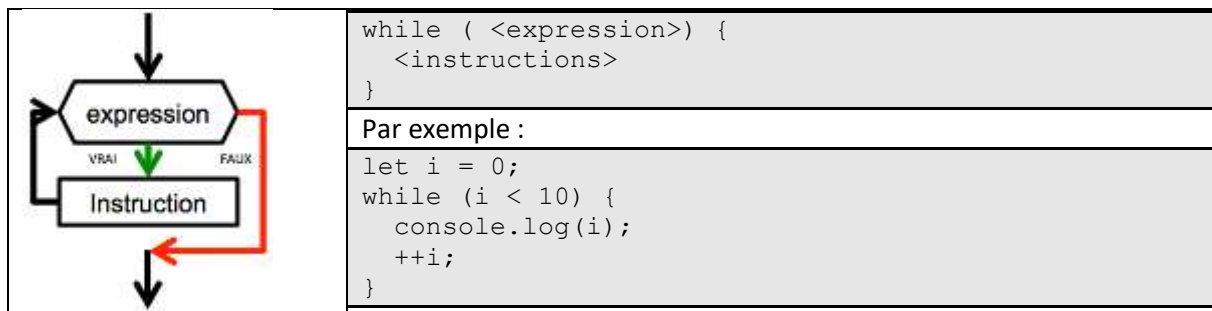 expression
VRAI FAUX
Instruction
while ( <expression>) {
<instructions>
}
Par exemple :
let i = 0;
while (i < 10) {
console.log(i);
++i;
}